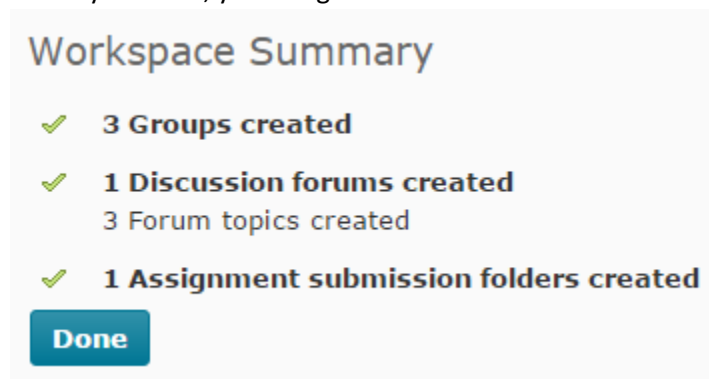 Workspace Summary
3 Groups created
1 Discussion forums created
3 Forum topics created
1 Assignment submission folders created
Done